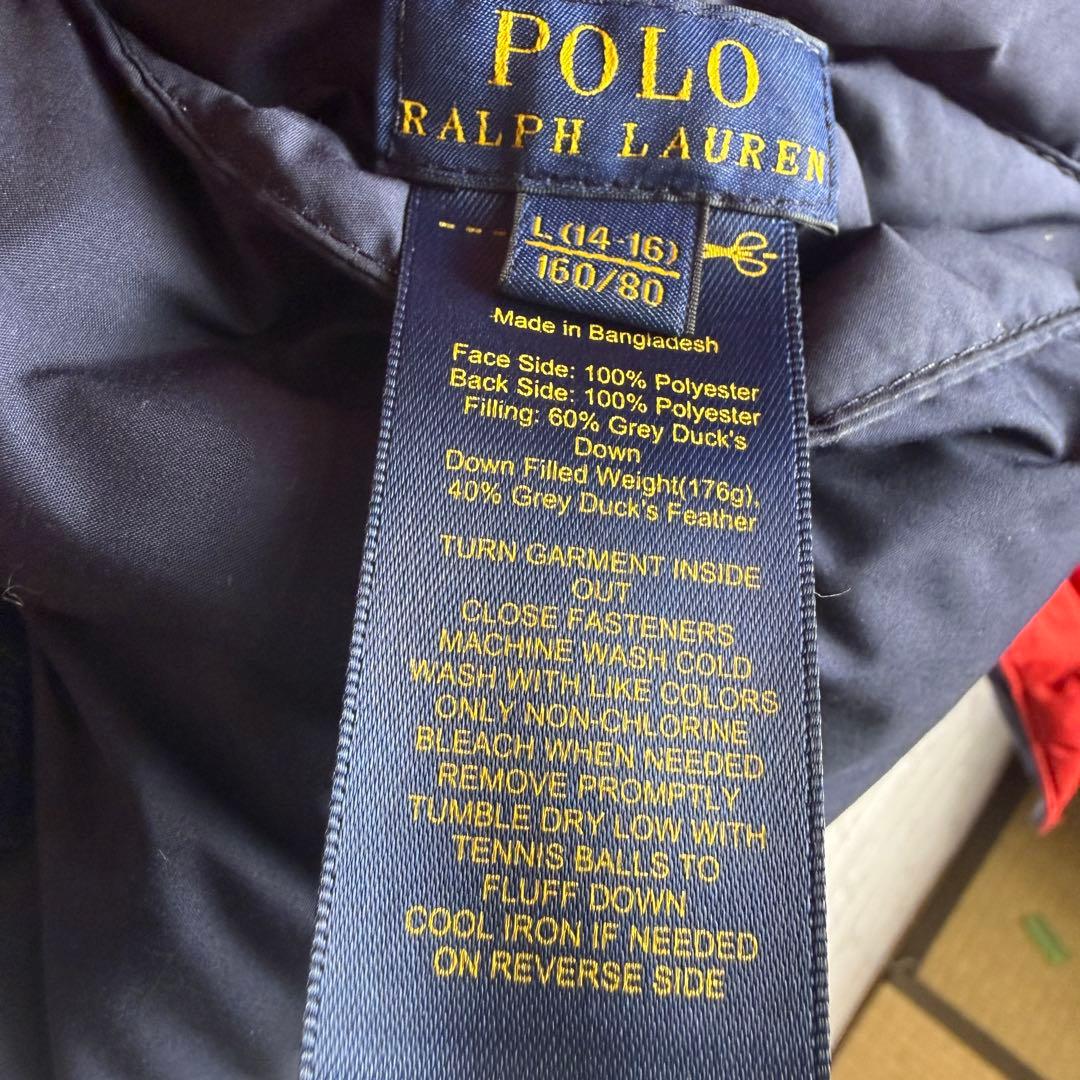 POLO
RALPH LAUREN
L (14-16)
160/80
Made in Bangladesh
Face Side: 100% Polyester
Back Side: 100% Polyester
Filling: 60% Grey Duck's
Down
Down Filled Weight(176g),
40% Grey Duck's Feather
TURN GARMENT INSIDE
OUT
CLOSE FASTENERS
MACHINE WASH COLD
WASH WITH LIKE COLORS
ONLY NON-CHLORINE
BLEACH WHEN NEEDED
REMOVE PROMPTLY
TUMBLE DRY LOW WITH
TENNIS BALLS TO
FLUFF DOWN
COOL IRON IF NEEDED
ON REVERSE SIDE